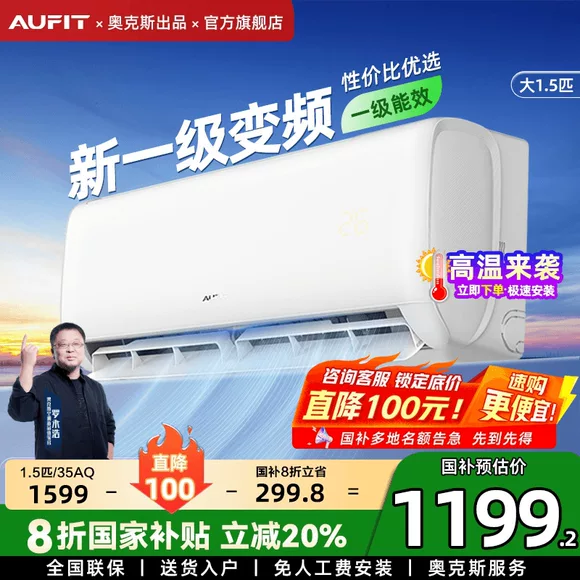 AUFIT × 奥克斯出品 × 官方旗舰店
大1.5匹
性价比优选
一级能效
新一级变频
26
AUFIT
高温来袭
立即下单·极速安装
罗永浩
咨询客服 锁定底价
直降100元!
速购
更便宜!
国补多地名额告急 先到先得
1.5匹/35AQ
1599
-
直降
100
-
国补8折立省
299.8
=
国补预估价
1199.2
8折国家补贴 立减20%
全国联保 / 送货入户 / 免人工费安装 / 奥克斯服务